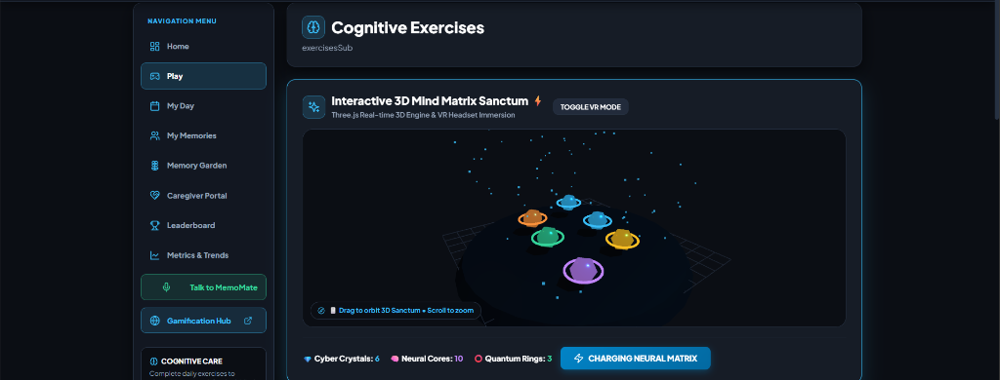 NAVIGATION MENU
Home
Play
My Day
My Memories
Memory Garden
Caregiver Portal
Leaderboard
Metrics & Trends
Talk to MemoMate
Gamification Hub
COGNITIVE CARE
Complete daily exercises to
Cognitive Exercises
exercisesSub
Interactive 3D Mind Matrix Sanctum
Three.js Real-time 3D Engine & VR Headset Immersion
TOGGLE VR MODE
Drag to orbit 3D Sanctum • Scroll to zoom
Cyber Crystals: 6 Neural Cores: 10 Quantum Rings: 3
CHARGING NEURAL MATRIX